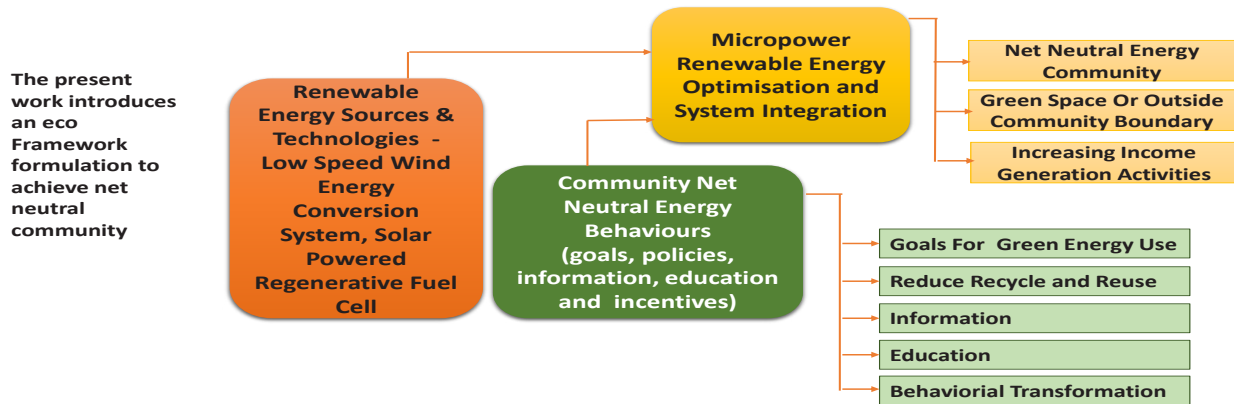 The present
work introduces
an eco
Framework
formulation to
achieve net
neutral
community
Renewable
Energy Sources &
Technologies -
Low Speed Wind
Energy
Conversion
System, Solar
Powered
Regenerative Fuel
Cell
Micropower
Renewable Energy
Optimisation and
System Integration
Community Net
Neutral Energy
Behaviours
(goals, policies,
information, education
and incentives)
Net Neutral Energy
Community
Green Space Or Outside
Community Boundary
Increasing Income
Generation Activities
Goals For Green Energy Use
Reduce Recycle and Reuse
Information
Education
Behaviorial Transformation